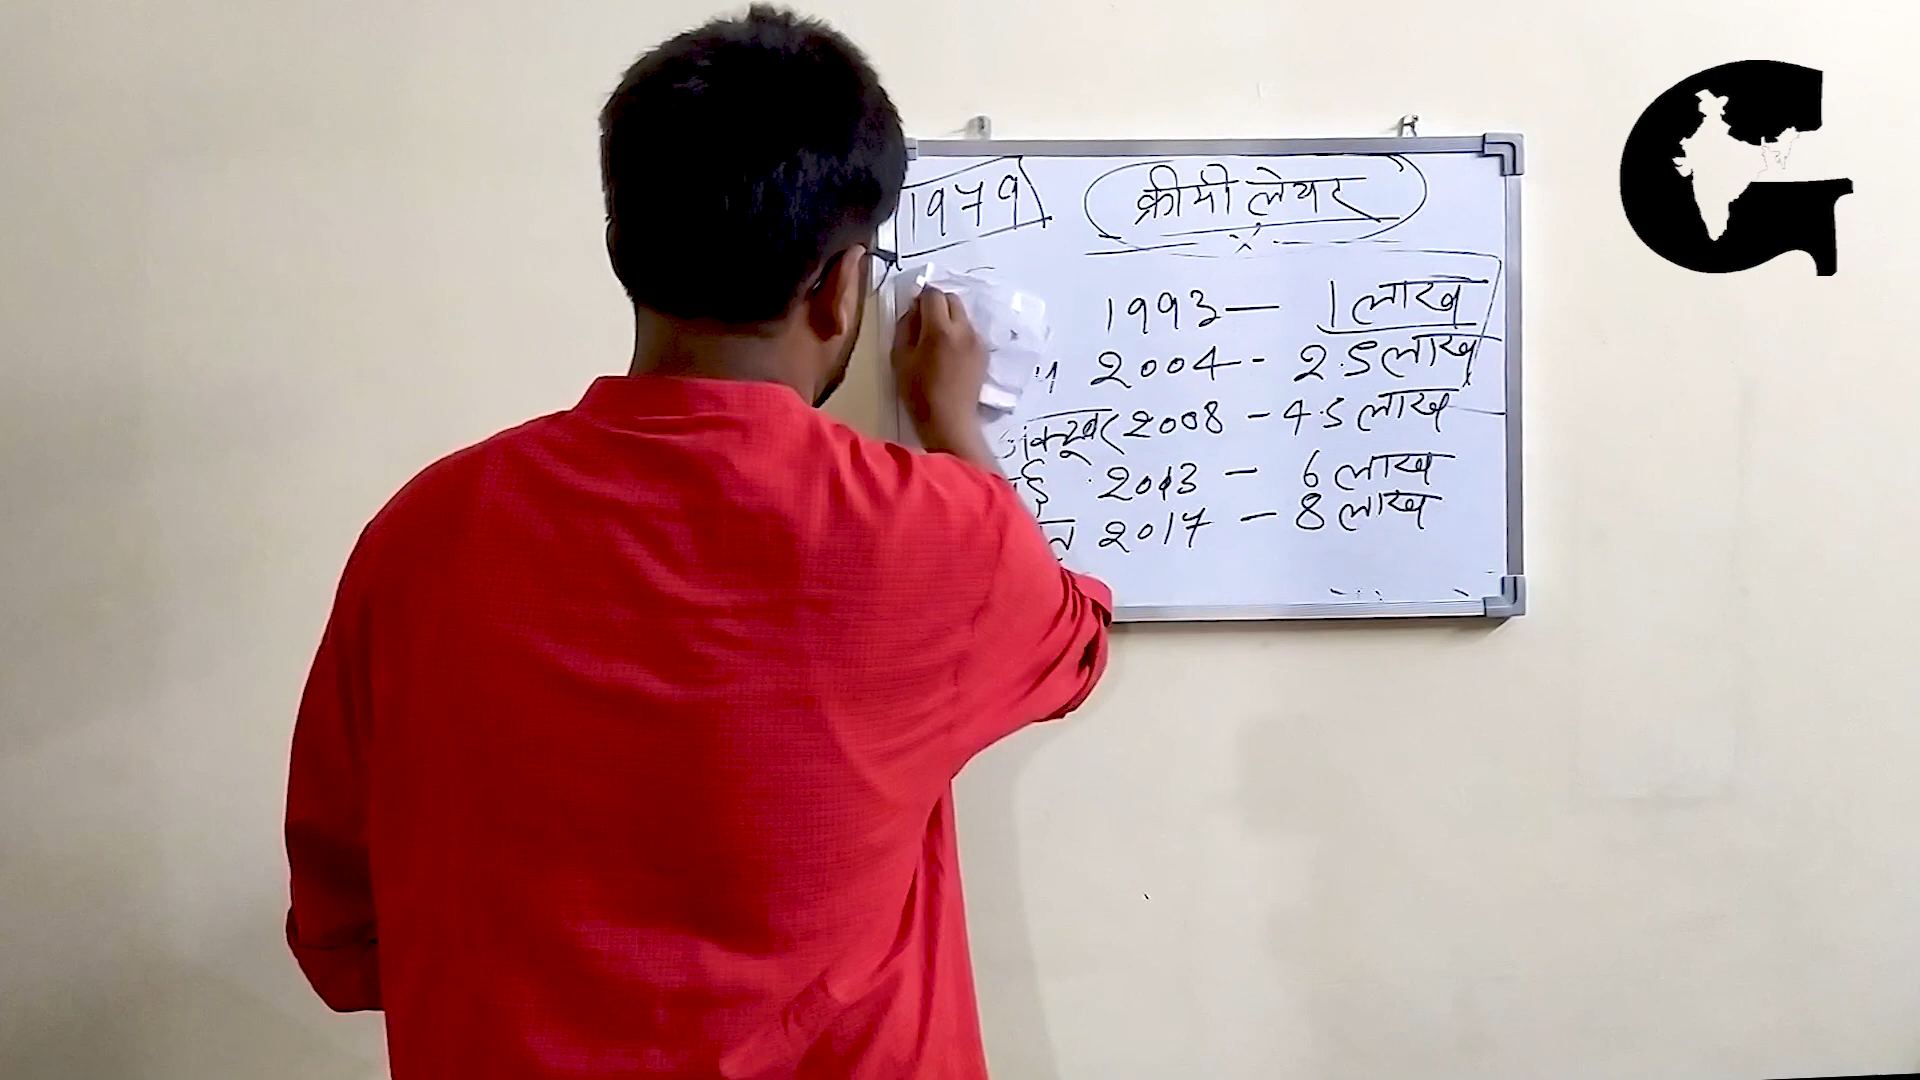 1979
क्रीमी लेयर
1993 — 1 लाख
2004 - 2.5 लाख
अक्टूबर 2008 - 4.5 लाख
2013 - 6 लाख
2017 - 8 लाख
G